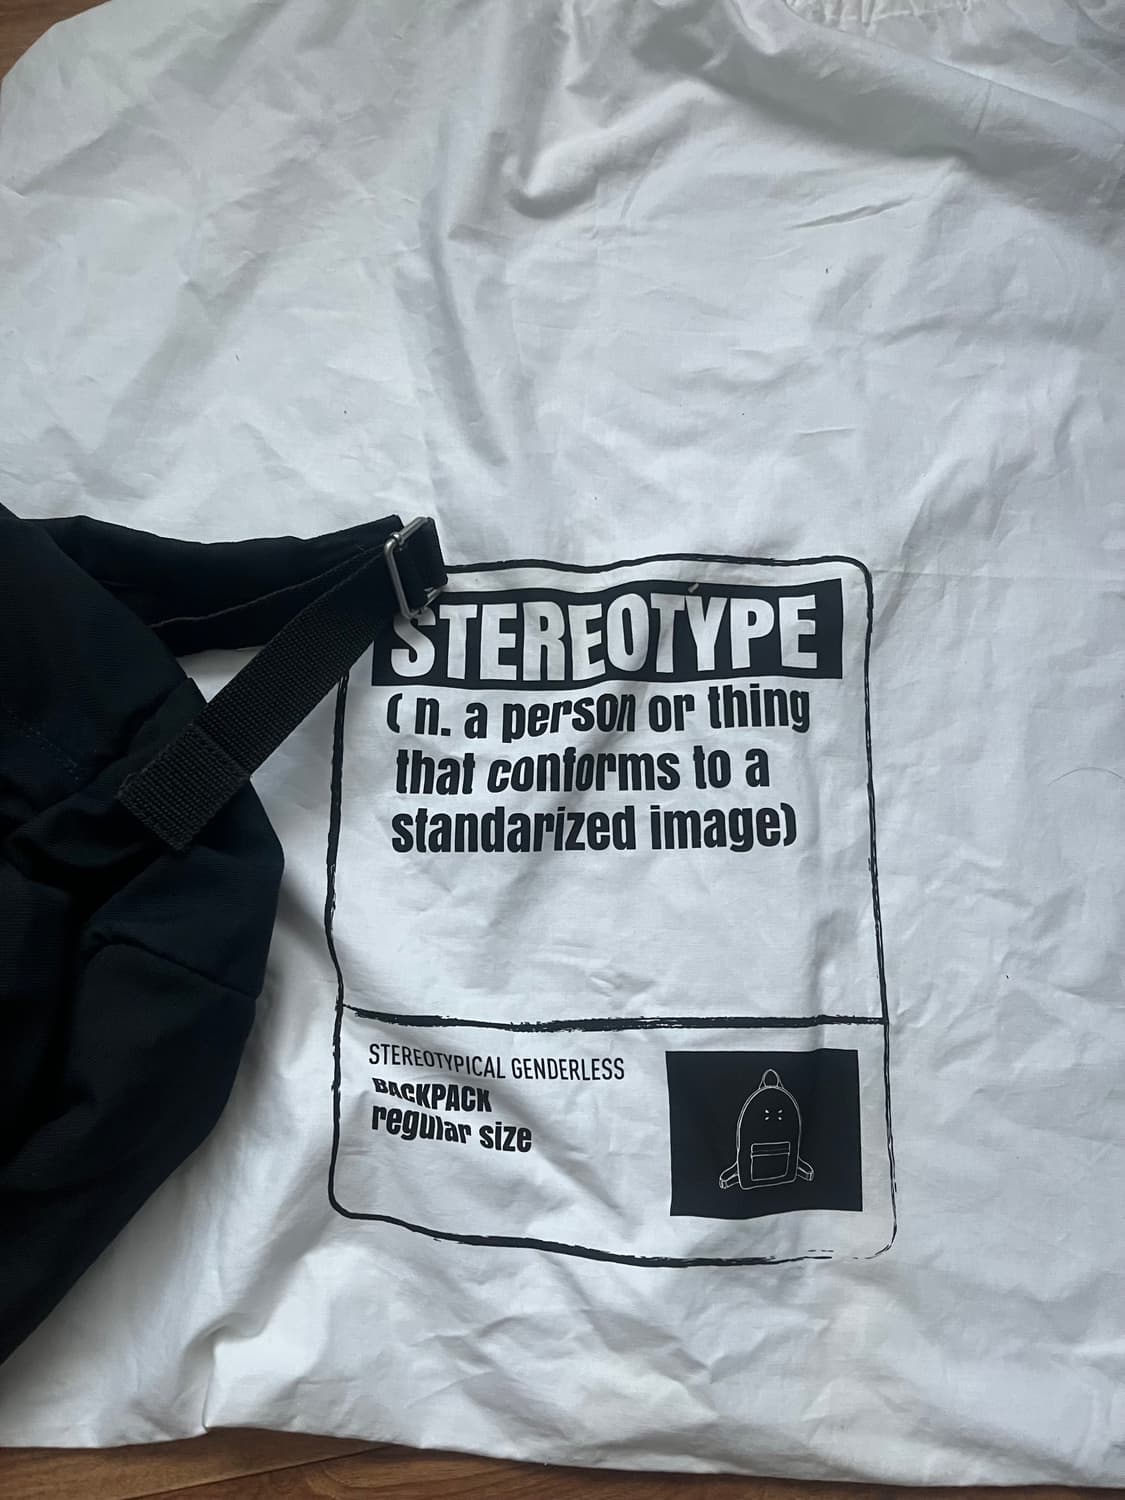 STEREOTYPE
( n. a person or thing
that conforms to a
standarized image)
STEREOTYPICAL GENDERLESS
BACKPACK
regular size